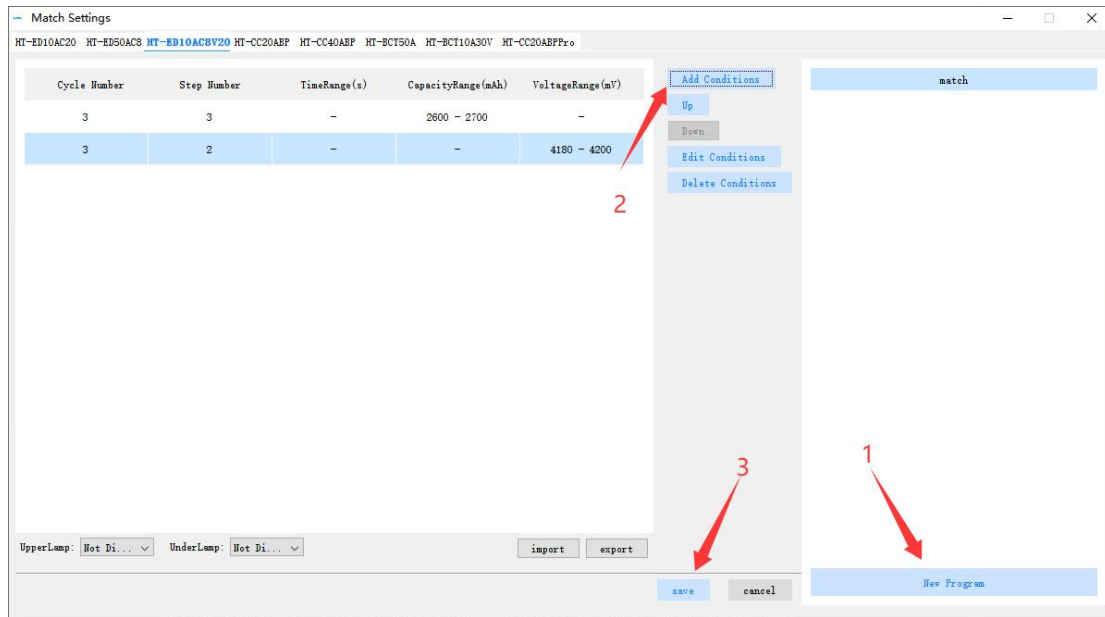 Match Settings
HT-ED10AC20 HT-ED50AC8 HT-ED10AC8V20 HT-CC20ABP HT-CC40ABP HT-BCT50A HT-BCT10A30V HT-CC20ABPPro
Cycle Number Step Number TimeRange(s) CapacityRange(mAh) VoltageRange(mV)
3 3 - 2600 - 2700 -
3 2 - - 4180 - 4200
Add Conditions
Up
Down
Edit Conditions
Delete Conditions
2
match
1
3
UpperLamp: Not Di... UnderLamp: Not Di... import export
save cancel
New Program